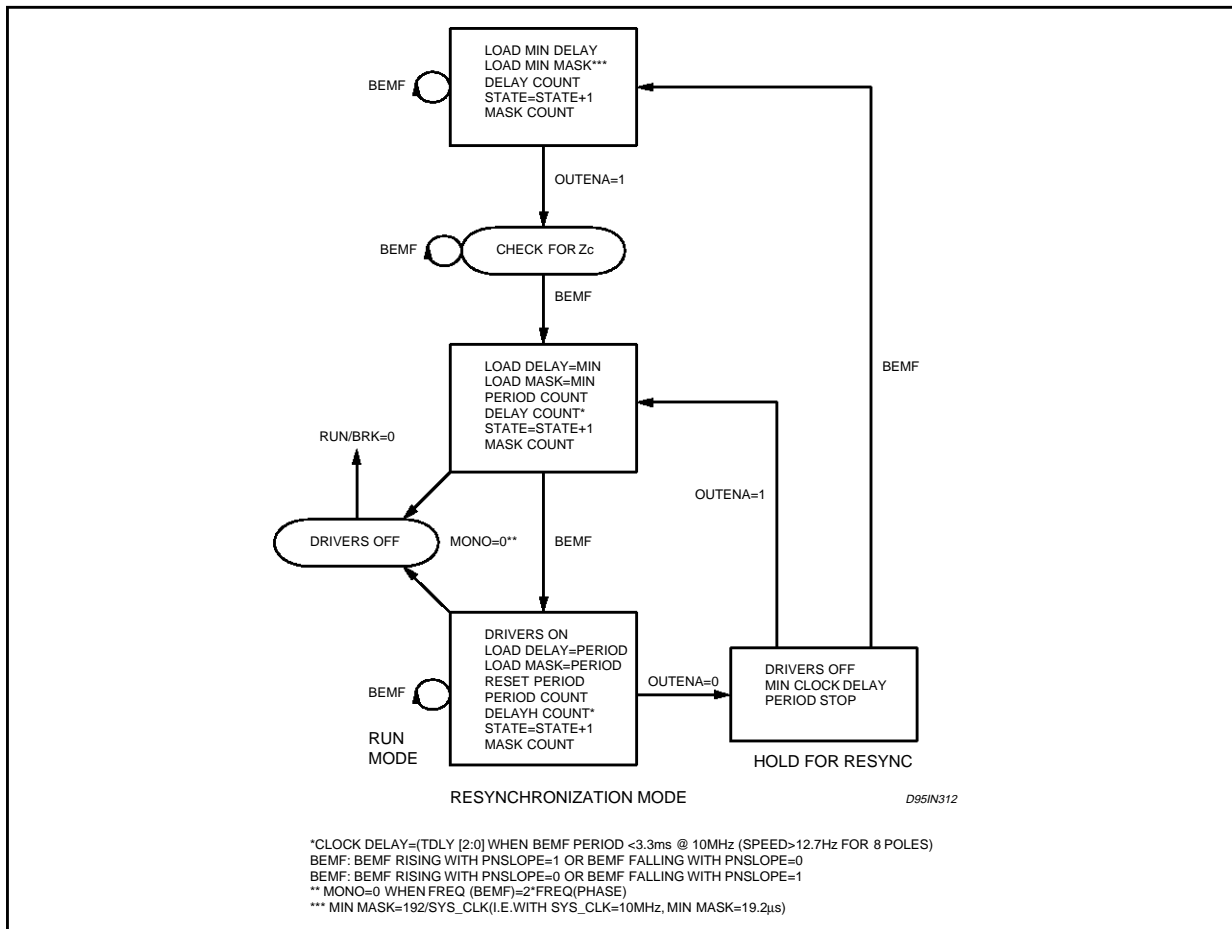 LOAD MIN DELAY
LOAD MIN MASK***
DELAY COUNT
STATE=STATE+1
MASK COUNT
BEMF
OUTENA=1
BEMF
CHECK FOR Zc
BEMF
LOAD DELAY=MIN
LOAD MASK=MIN
PERIOD COUNT
DELAY COUNT*
STATE=STATE+1
MASK COUNT
BEMF
RUN/BRK=0
OUTENA=1
DRIVERS OFF
MONO=0**
BEMF
DRIVERS ON
LOAD DELAY=PERIOD
LOAD MASK=PERIOD
RESET PERIOD
PERIOD COUNT
DELAYH COUNT*
STATE=STATE+1
MASK COUNT
BEMF
OUTENA=0
DRIVERS OFF
MIN CLOCK DELAY
PERIOD STOP
RUN
MODE
HOLD FOR RESYNC
RESYNCHRONIZATION MODE
D95IN312
*CLOCK DELAY=(TDLY [2:0] WHEN BEMF PERIOD <3.3ms @ 10MHz (SPEED>12.7Hz FOR 8 POLES)
BEMF: BEMF RISING WITH PNSLOPE=1 OR BEMF FALLING WITH PNSLOPE=0
BEMF: BEMF RISING WITH PNSLOPE=0 OR BEMF FALLING WITH PNSLOPE=1
** MONO=0 WHEN FREQ (BEMF)=2*FREQ(PHASE)
*** MIN MASK=192/SYS_CLK(I.E.WITH SYS_CLK=10MHz, MIN MASK=19.2µs)